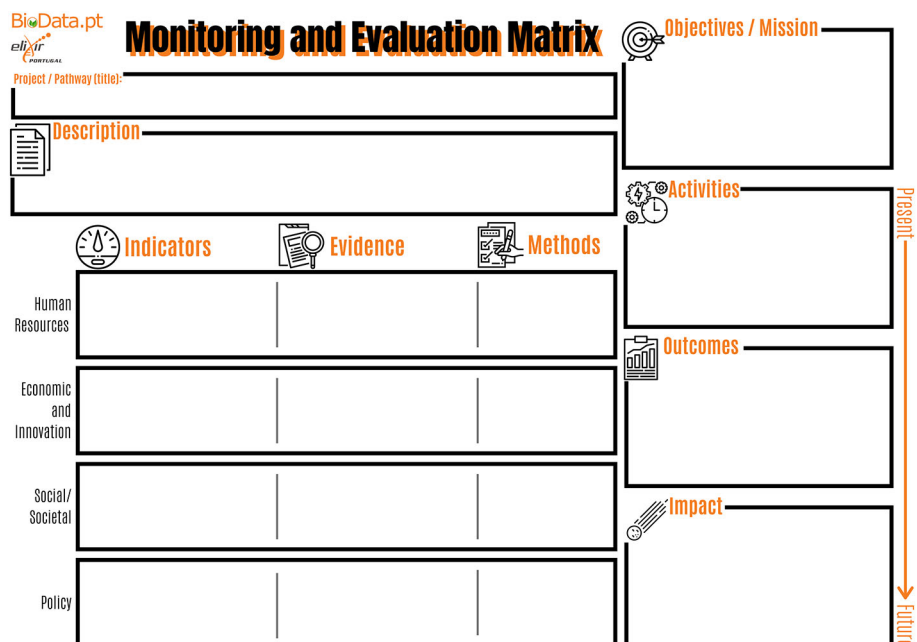 BioData.pt
elixir
PORTUGAL
Monitoring and Evaluation Matrix
Project / Pathway (title):
Description
Indicators
Evidence
Methods
Human
Resources
Economic
and
Innovation
Social/
Societal
Policy
Objectives / Mission
Activities
Outcomes
Impact
Present
Future